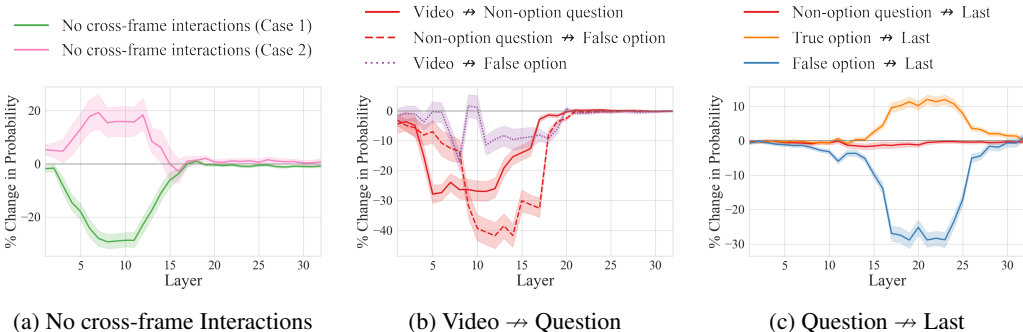 No cross-frame interactions (Case 1)
No cross-frame interactions (Case 2)
% Change in Probability
20
0
−20
5
10
15
20
25
30
Layer
(a) No cross-frame Interactions
Video ↛ Non-option question
Non-option question ↛ False option
Video ↛ False option
% Change in Probability
0
−10
−20
−30
−40
5
10
15
20
25
30
Layer
(b) Video ↛ Question
Non-option question ↛ Last
True option ↛ Last
False option ↛ Last
% Change in Probability
10
0
−10
−20
−30
5
10
15
20
25
30
Layer
(c) Question ↛ Last